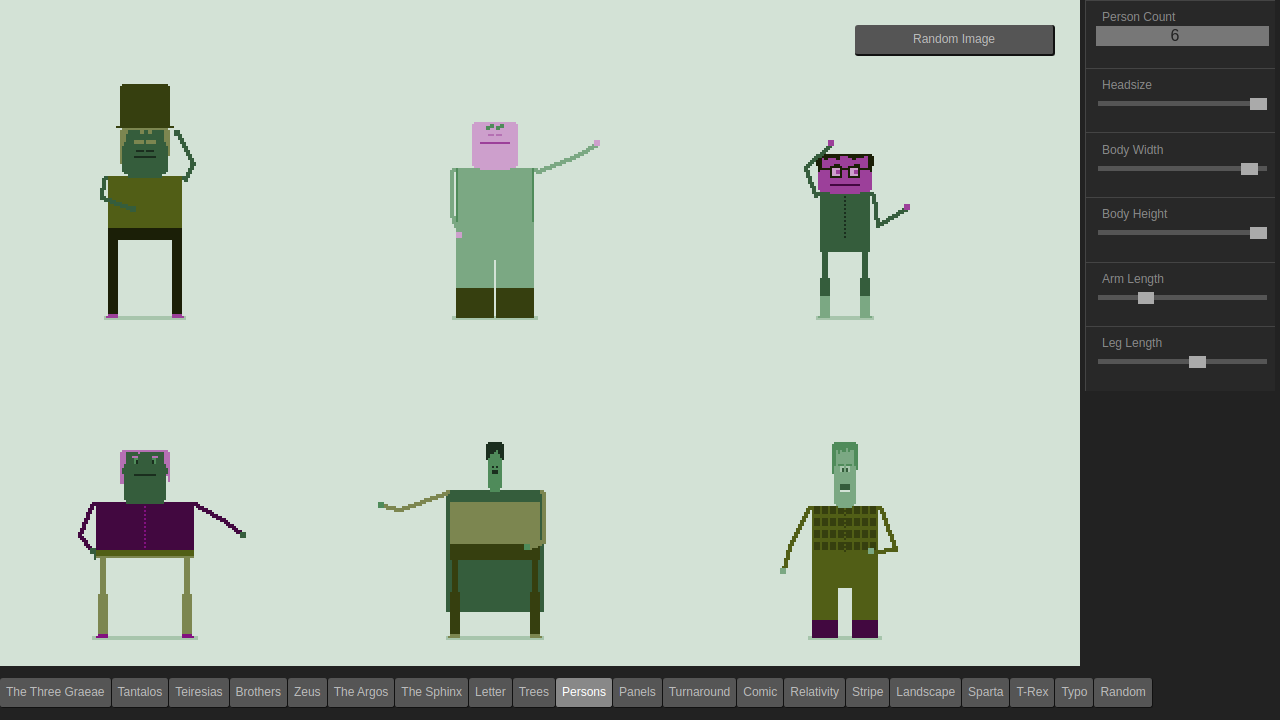 Random Image
Person Count
6
Headsize
Body Width
Body Height
Arm Length
Leg Length
The Three Graeae Tantalos Teiresias Brothers Zeus The Argos The Sphinx Letter Trees Persons Panels Turnaround Comic Relativity Stripe Landscape Sparta T-Rex Typo Random